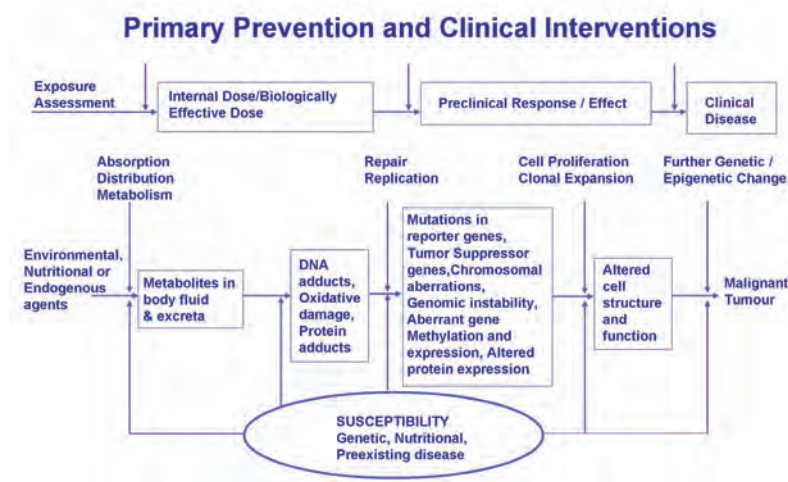 Primary Prevention and Clinical Interventions
Exposure
Assessment
Internal Dose/Biologically
Effective Dose
Preclinical Response / Effect
Clinical
Disease
Absorption
Distribution
Metabolism
Repair
Replication
Cell Proliferation
Clonal Expansion
Further Genetic /
Epigenetic Change
Environmental,
Nutritional or
Endogenous
agents
Metabolites in
body fluid
& excreta
DNA
adducts,
Oxidative
damage,
Protein
adducts
Mutations in
reporter genes,
Tumor Suppressor
genes,Chromosomal
aberrations,
Genomic instability,
Aberrant gene
Methylation and
expression, Altered
protein expression
Altered
cell
structure
and
function
Malignant
Tumour
SUSCEPTIBILITY
Genetic, Nutritional,
Preexisting disease